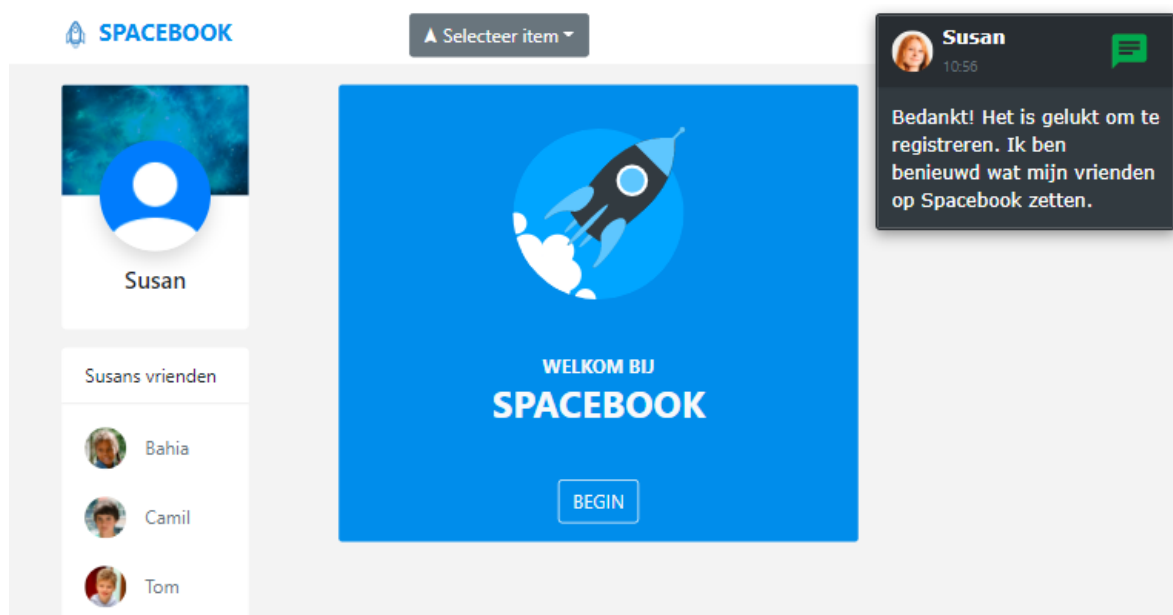 SPACEBOOK
Selecteer item
Susan
10:56
Bedankt! Het is gelukt om te
registreren. Ik ben
benieuwd wat mijn vrienden
op Spacebook zetten.
Susan
Susans vrienden
Bahia
Camil
Tom
WELKOM BIJ
SPACEBOOK
BEGIN